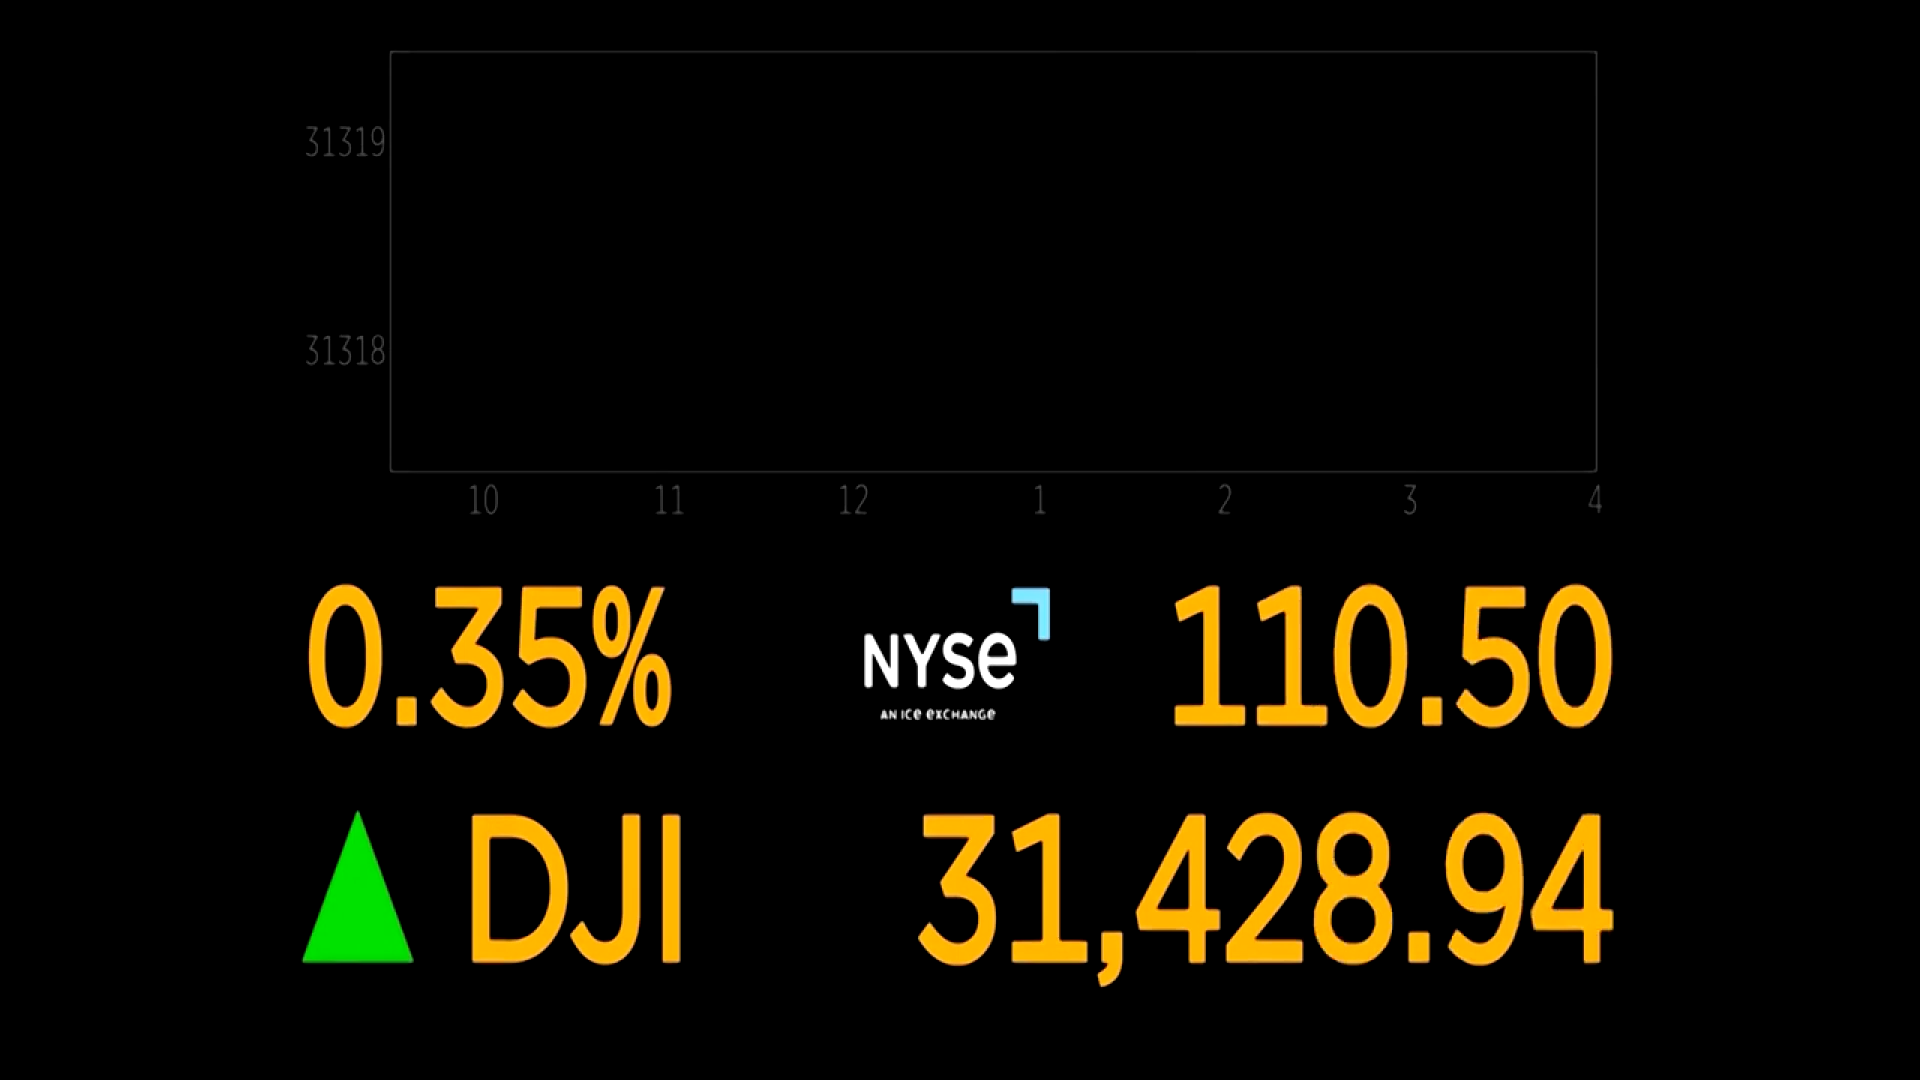 31319
31318
10 11 12 1 2 3 4
0.35% NYSE 110.50
AN ICE EXCHANGE
DJI 31,428.94